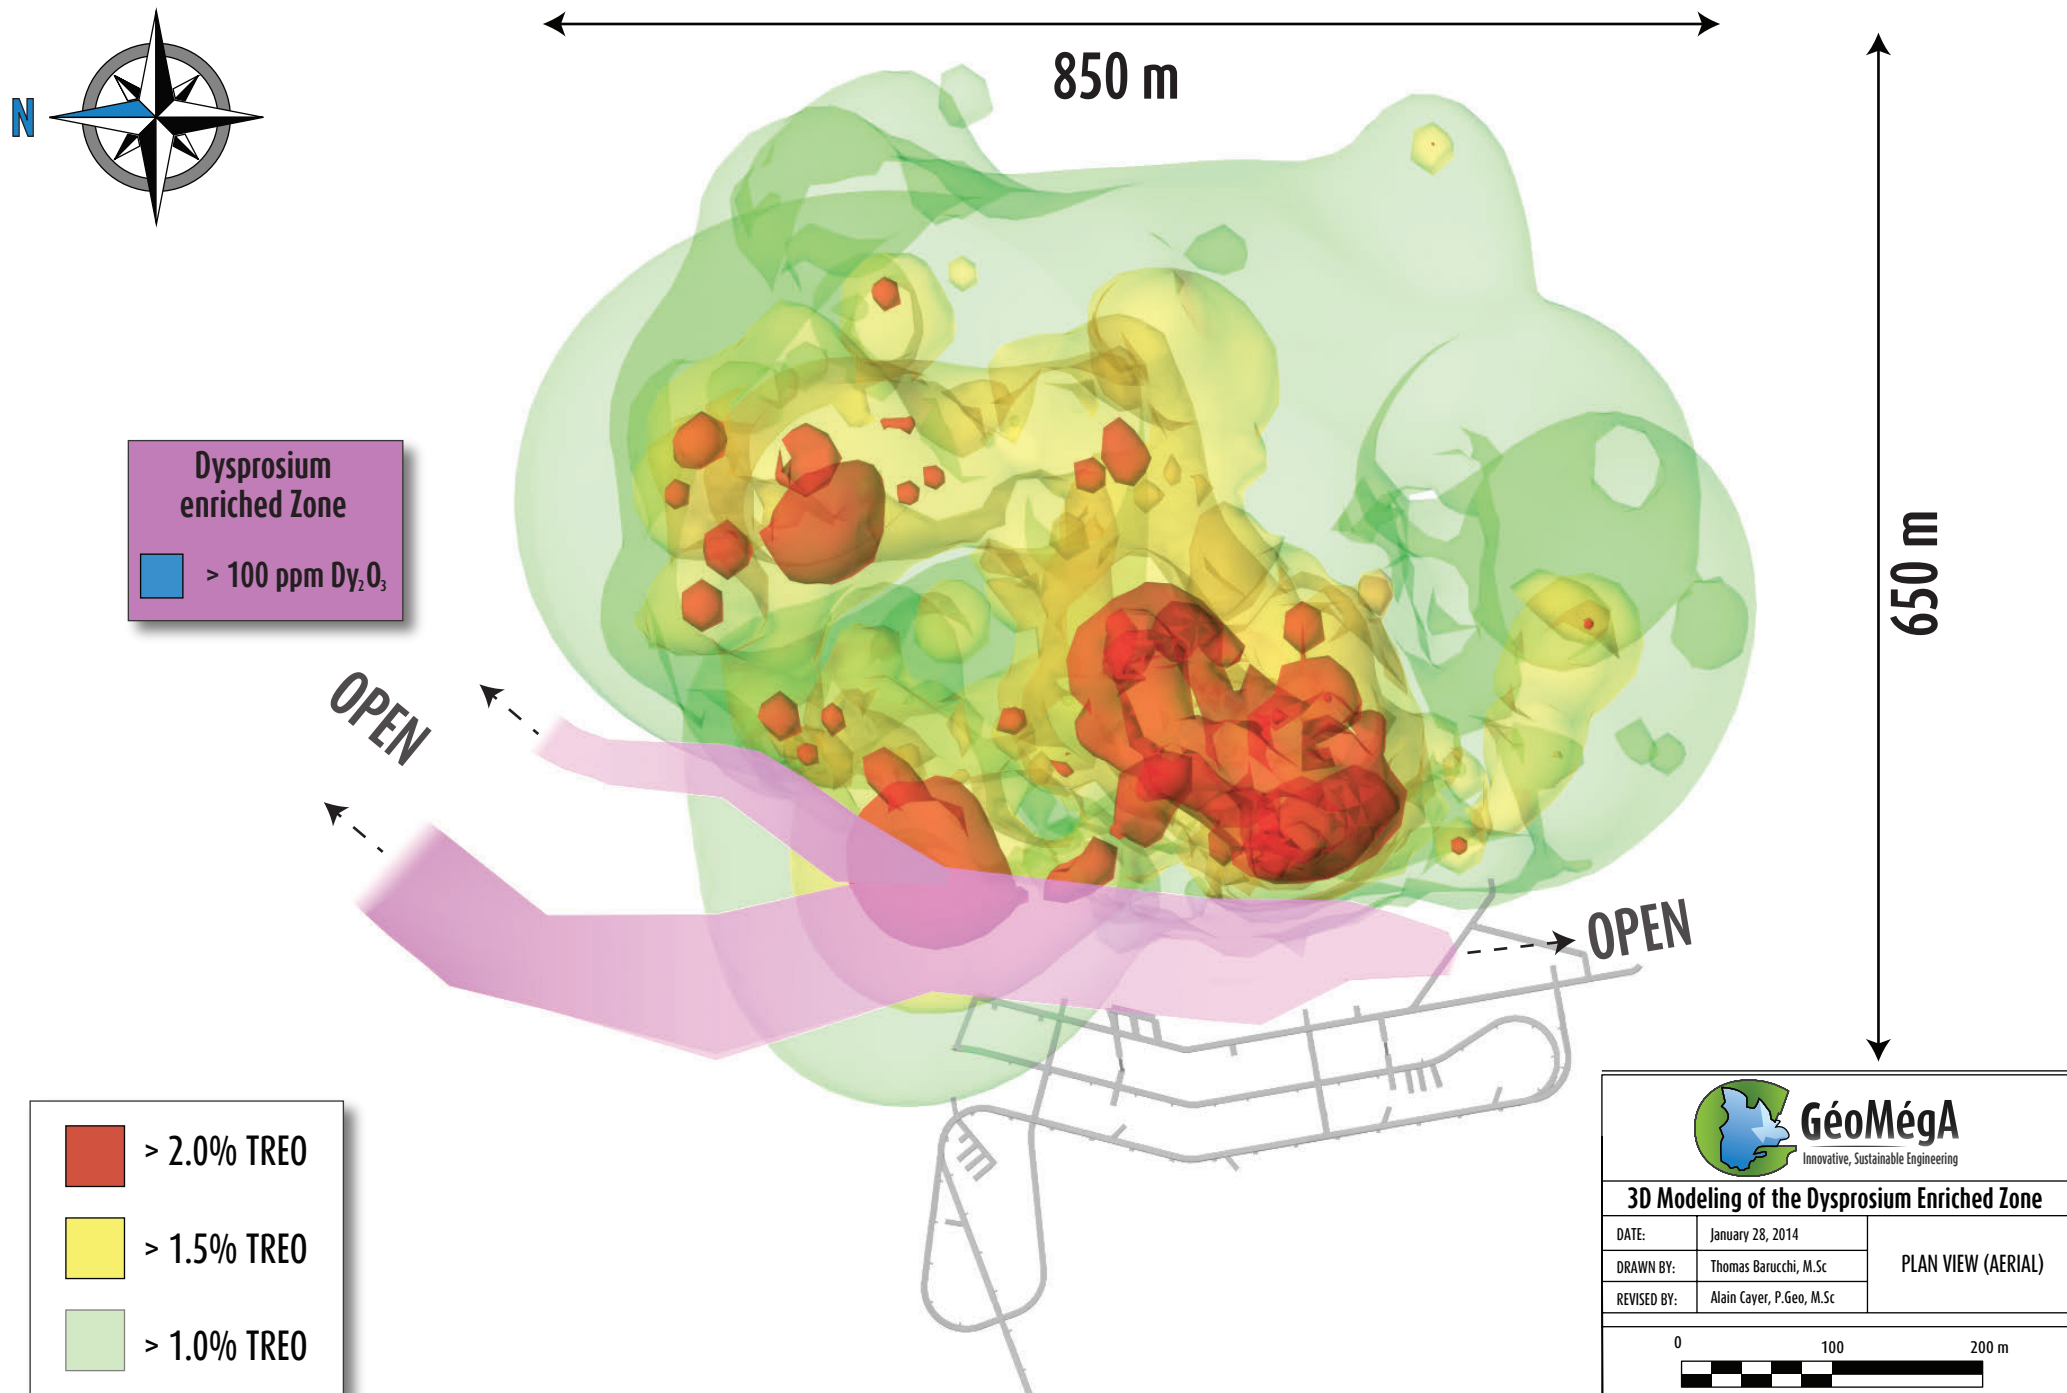 850 m
N
650 m
Dysprosium
enriched Zone
> 100 ppm Dy₂O₃
OPEN
OPEN
> 2.0% TREO
> 1.5% TREO
> 1.0% TREO
GéoMégA
Innovative, Sustainable Engineering
3D Modeling of the Dysprosium Enriched Zone
DATE: January 28, 2014
DRAWN BY: Thomas Barucchi, M.Sc
REVISED BY: Alain Cayer, P.Geo, M.Sc
PLAN VIEW (AERIAL)
0 100 200 m